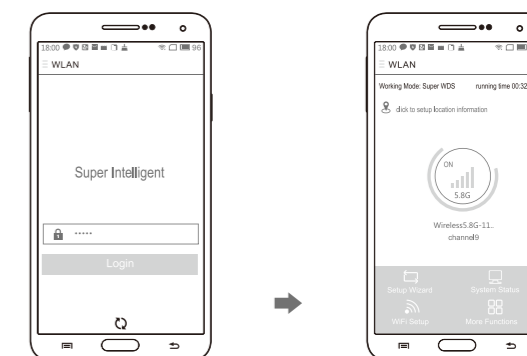 18:00
96
WLAN
Super Intelligent
.....
Login
18:00
WLAN
Working Mode: Super WDS running time 00:32
click to setup location information
ON
5.8G
Wireless5.8G-11..
channel9
Setup Wizard System Status
WiFi Setup More Functions